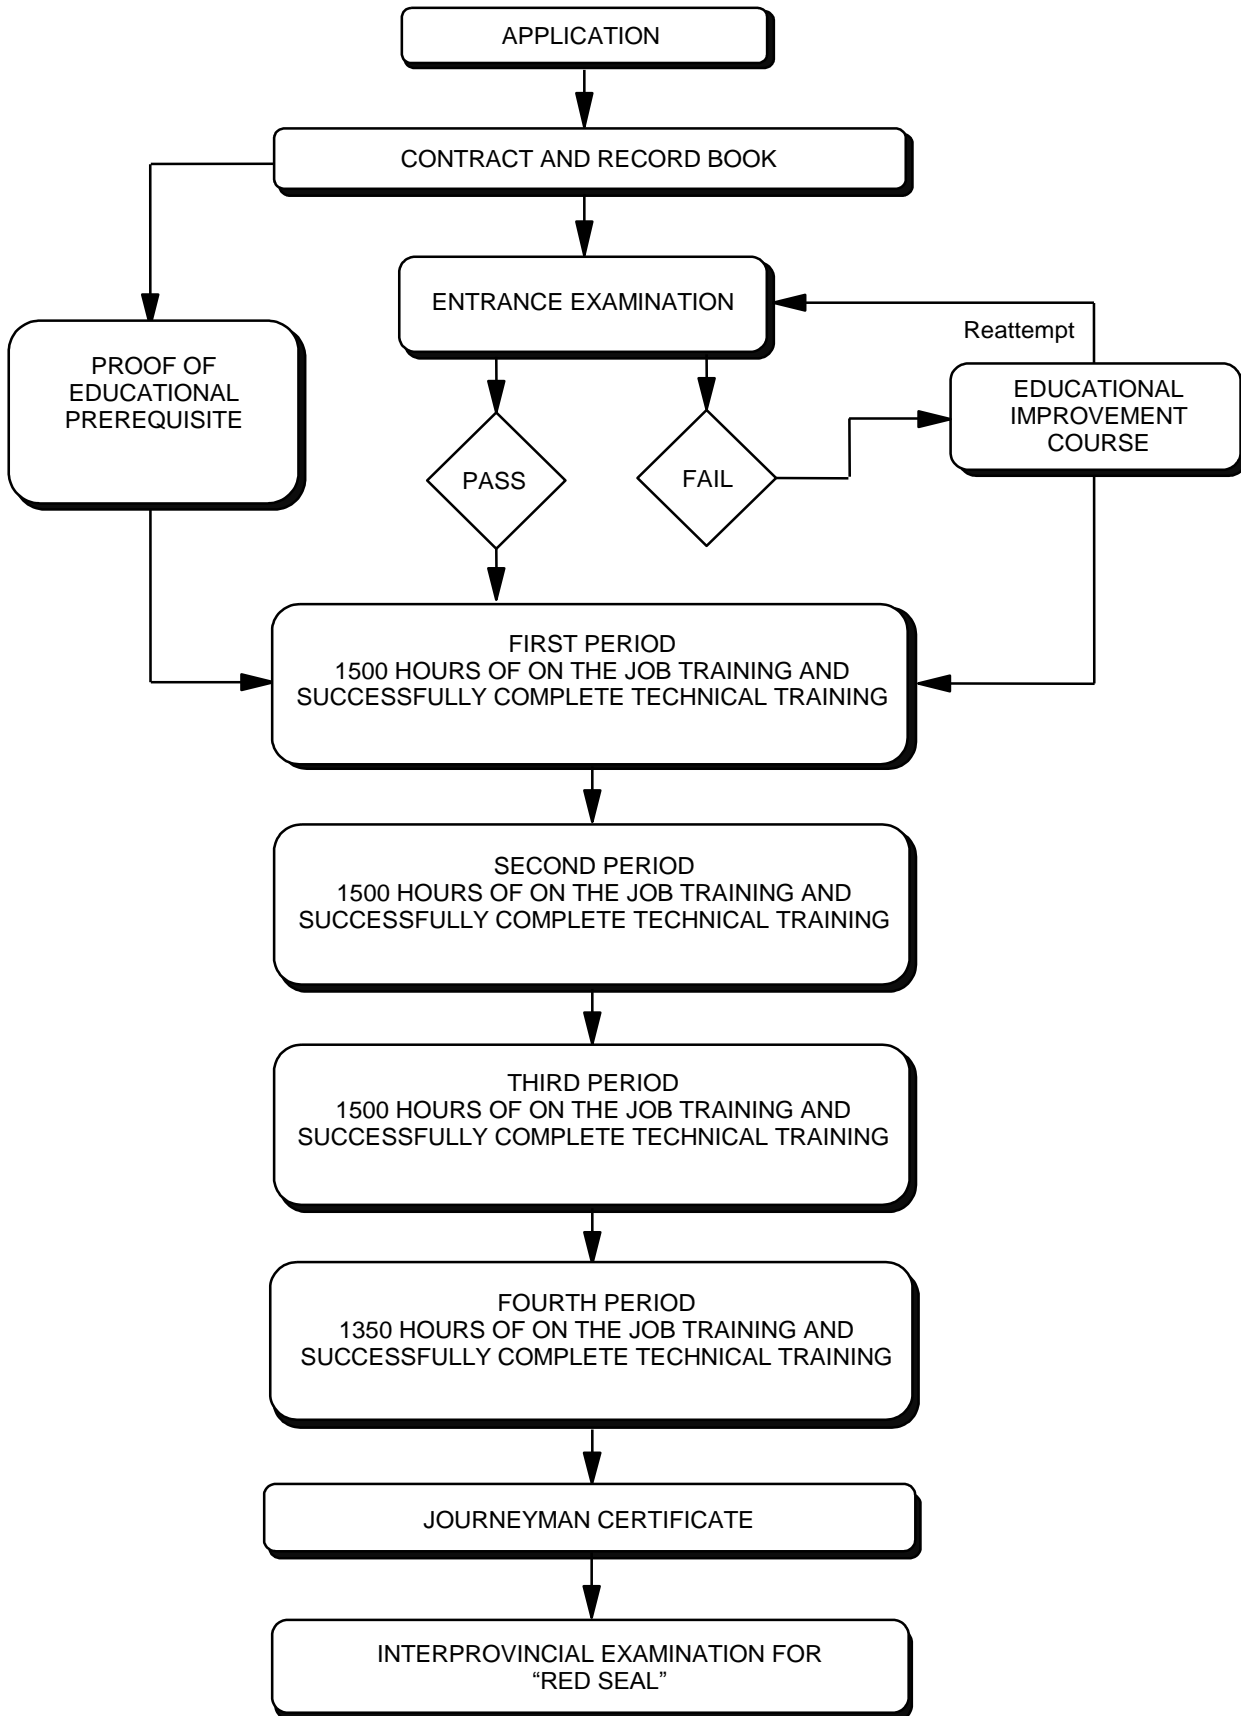 APPLICATION
CONTRACT AND RECORD BOOK
ENTRANCE EXAMINATION
Reattempt
PROOF OF
EDUCATIONAL
PREREQUISITE
EDUCATIONAL
IMPROVEMENT
COURSE
PASS
FAIL
FIRST PERIOD
1500 HOURS OF ON THE JOB TRAINING AND
SUCCESSFULLY COMPLETE TECHNICAL TRAINING
SECOND PERIOD
1500 HOURS OF ON THE JOB TRAINING AND
SUCCESSFULLY COMPLETE TECHNICAL TRAINING
THIRD PERIOD
1500 HOURS OF ON THE JOB TRAINING AND
SUCCESSFULLY COMPLETE TECHNICAL TRAINING
FOURTH PERIOD
1350 HOURS OF ON THE JOB TRAINING AND
SUCCESSFULLY COMPLETE TECHNICAL TRAINING
JOURNEYMAN CERTIFICATE
INTERPROVINCIAL EXAMINATION FOR
“RED SEAL”